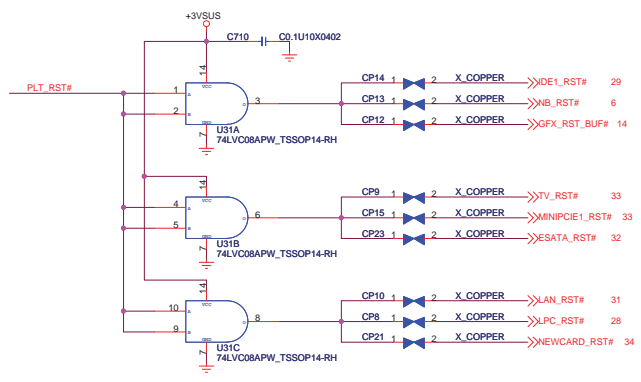 +3VSUS
C710 C0.1U10X0402
PLT_RST#
14
VCC
1 A
2 B
3
GND
7
U31A
74LVC08APW_TSSOP14-RH
CP14 1 2 X_COPPER IDE1_RST# 29
CP13 1 2 X_COPPER NB_RST# 6
CP12 1 2 X_COPPER GFX_RST_BUF# 14
14
VCC
4 A
5 B
6
GND
7
U31B
74LVC08APW_TSSOP14-RH
CP9 1 2 X_COPPER TV_RST# 33
CP15 1 2 X_COPPER MINIPCIE1_RST# 33
CP23 1 2 X_COPPER ESATA_RST# 32
14
VCC
10 A
9 B
8
GND
7
U31C
74LVC08APW_TSSOP14-RH
CP10 1 2 X_COPPER LAN_RST# 31
CP8 1 2 X_COPPER LPC_RST# 28
CP21 1 2 X_COPPER NEWCARD_RST# 34